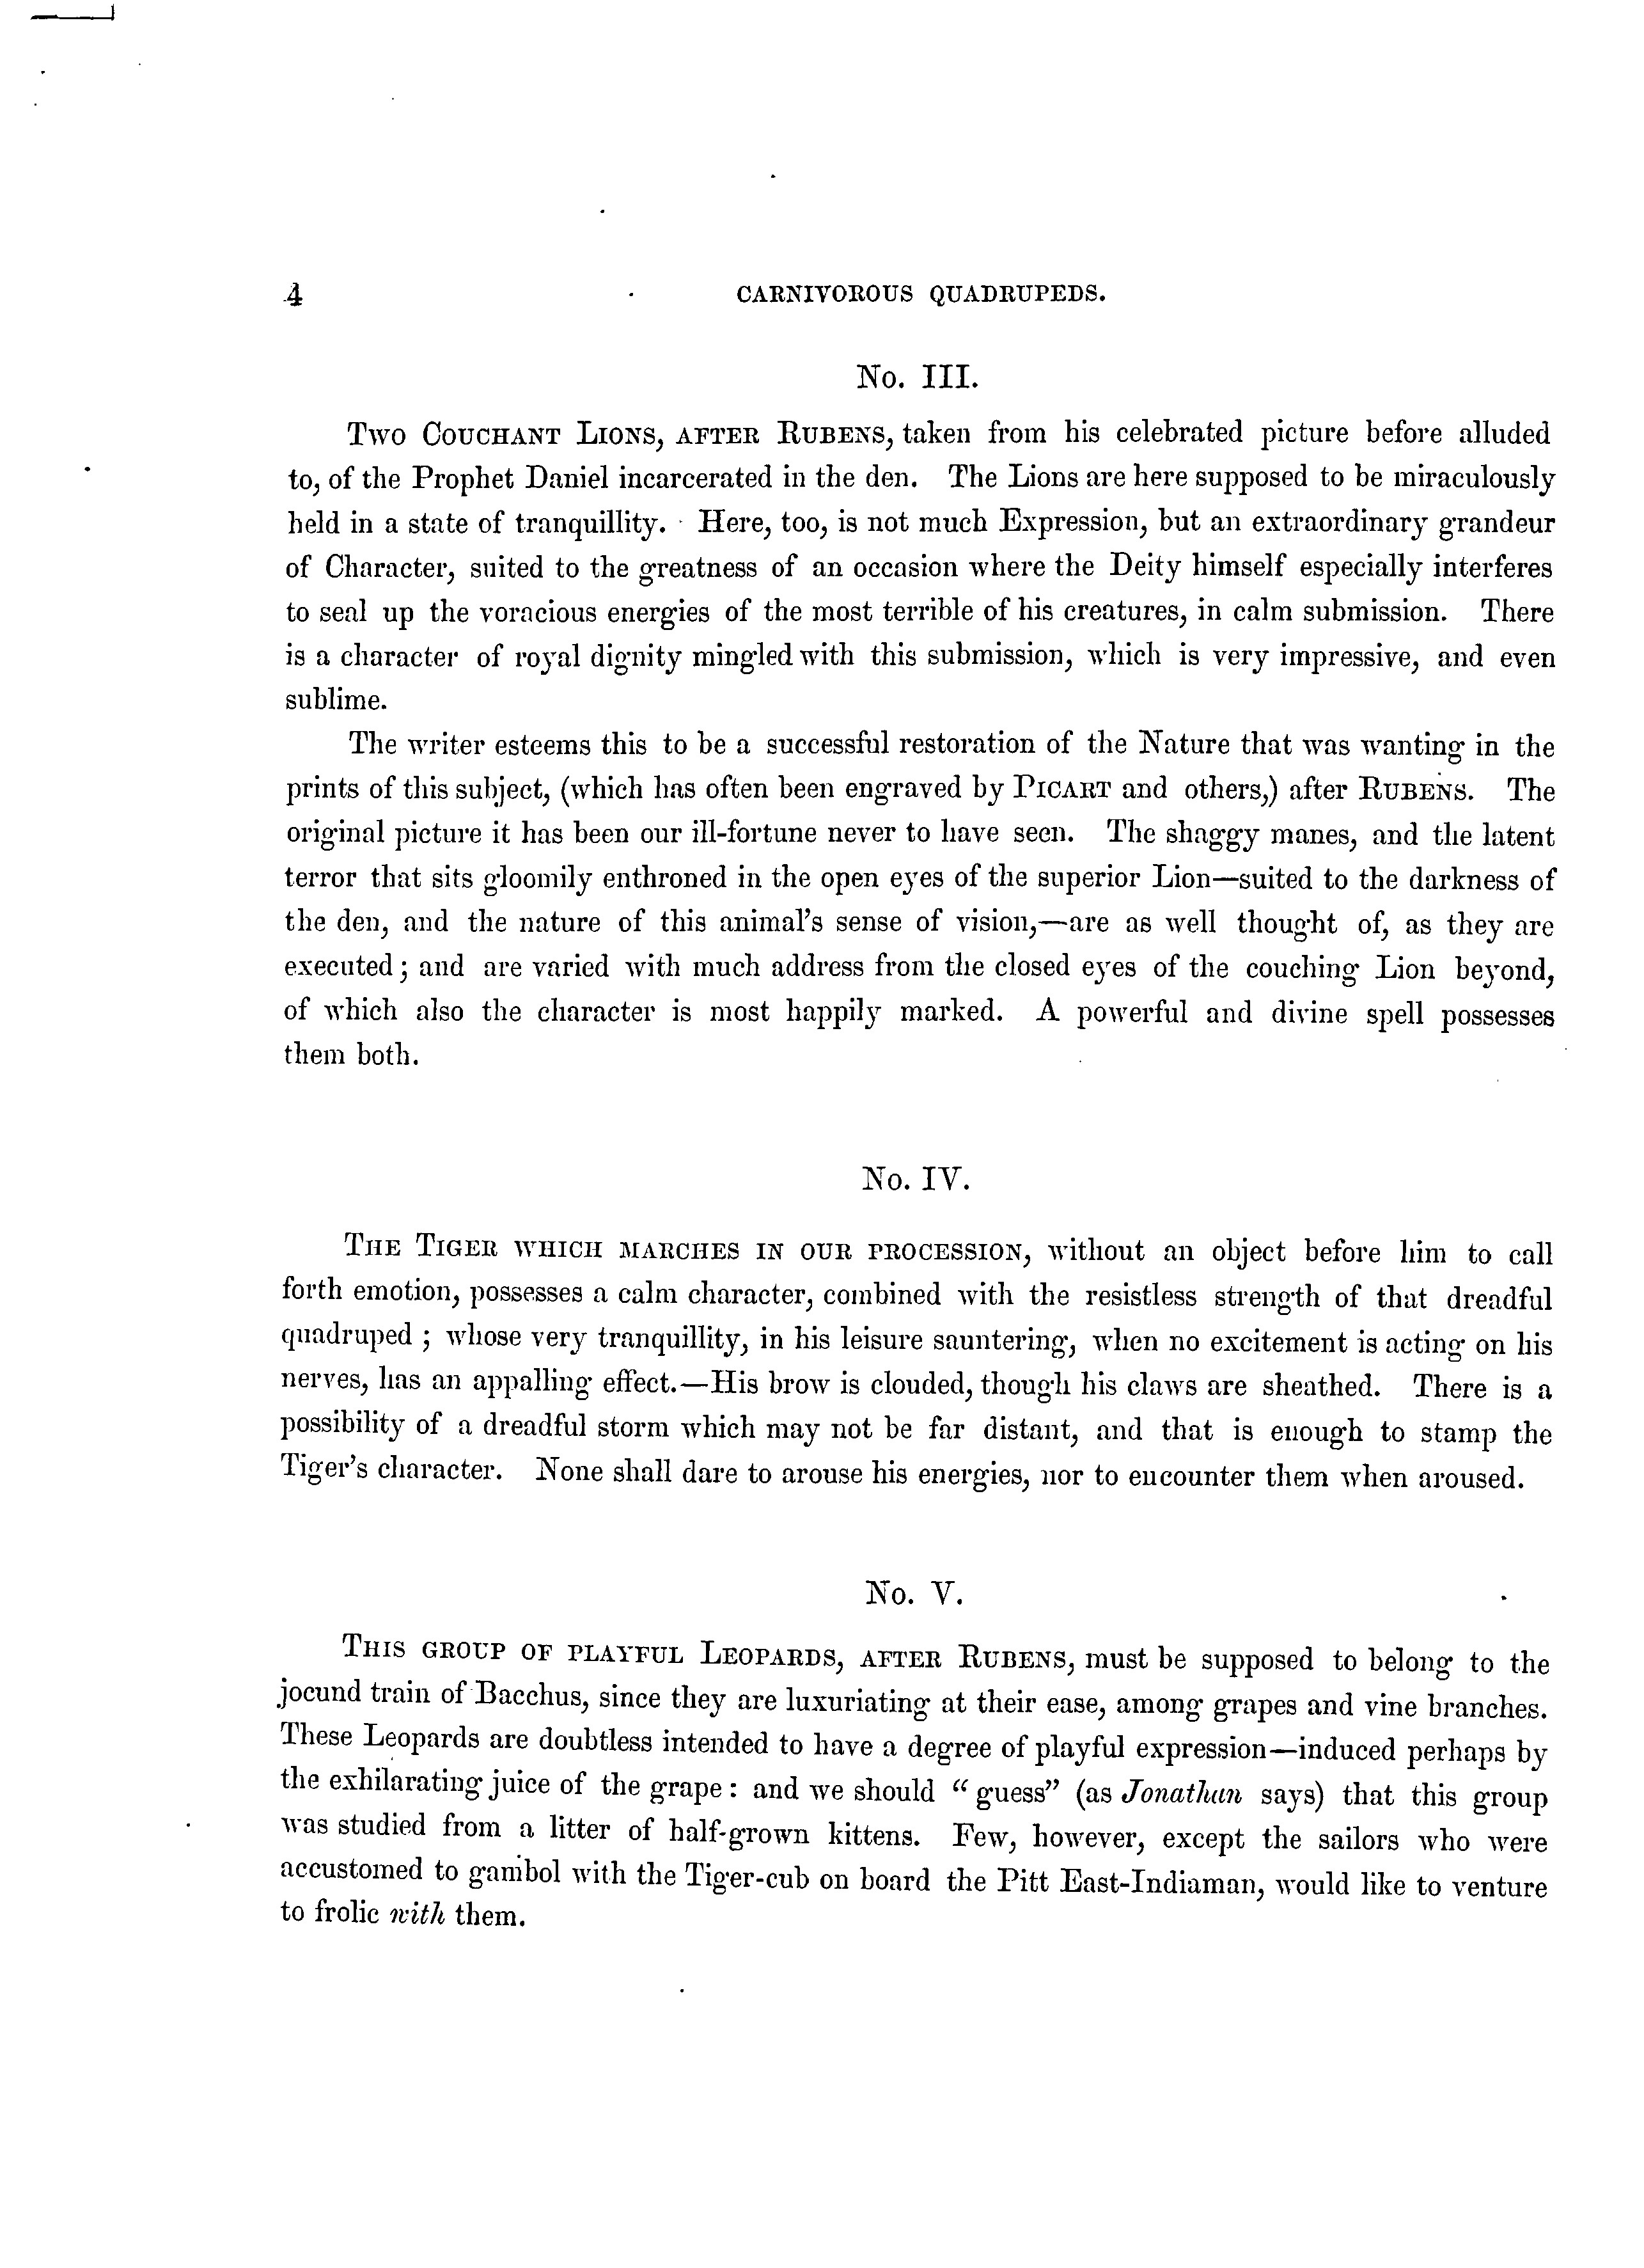 4
CARNIVOROUS QUADRUPEDS.
No. III.
Two Couchant Lions, after Rubens, taken from his celebrated picture before alluded
to, of the Prophet Daniel incarcerated in the den. The Lions are here supposed to be miraculously
held in a state of tranquillity. Here, too, is not much Expression, but an extraordinary grandeur
of Character, suited to the greatness of an occasion where the Deity himself especially interferes
to seal up the voracious energies of the most terrible of his creatures, in calm submission. There
is a character of royal dignity mingled with this submission, which is very impressive, and even
sublime.
The writer esteems this to be a successful restoration of the Nature that was wanting in the
prints of this subject, (which has often been engraved by Picart and others,) after Rubens. The
original picture it has been our ill-fortune never to have seen. The shaggy manes, and the latent
terror that sits gloomily enthroned in the open eyes of the superior Lion—suited to the darkness of
the den, and the nature of this animal's sense of vision,—are as well thought of, as they are
executed; and are varied with much address from the closed eyes of the couching Lion beyond,
of which also the character is most happily marked. A powerful and divine spell possesses
them both.
No. IV.
The Tiger which marches in our procession, without an object before him to call
forth emotion, possesses a calm character, combined with the resistless strength of that dreadful
quadruped ; whose very tranquillity, in his leisure sauntering, when no excitement is acting on his
nerves, has an appalling effect.—His brow is clouded, though his claws are sheathed. There is a
possibility of a dreadful storm which may not be far distant, and that is enough to stamp the
Tiger's character. None shall dare to arouse his energies, nor to encounter them when aroused.
No. V.
This group of playful Leopards, after Rubens, must be supposed to belong to the
jocund train of Bacchus, since they are luxuriating at their ease, among grapes and vine branches.
These Leopards are doubtless intended to have a degree of playful expression—induced perhaps by
the exhilarating juice of the grape : and we should “ guess” (as Jonathan says) that this group
was studied from a litter of half-grown kittens. Few, however, except the sailors who were
accustomed to gambol with the Tiger-cub on board the Pitt East-Indiaman, would like to venture
to frolic with them.